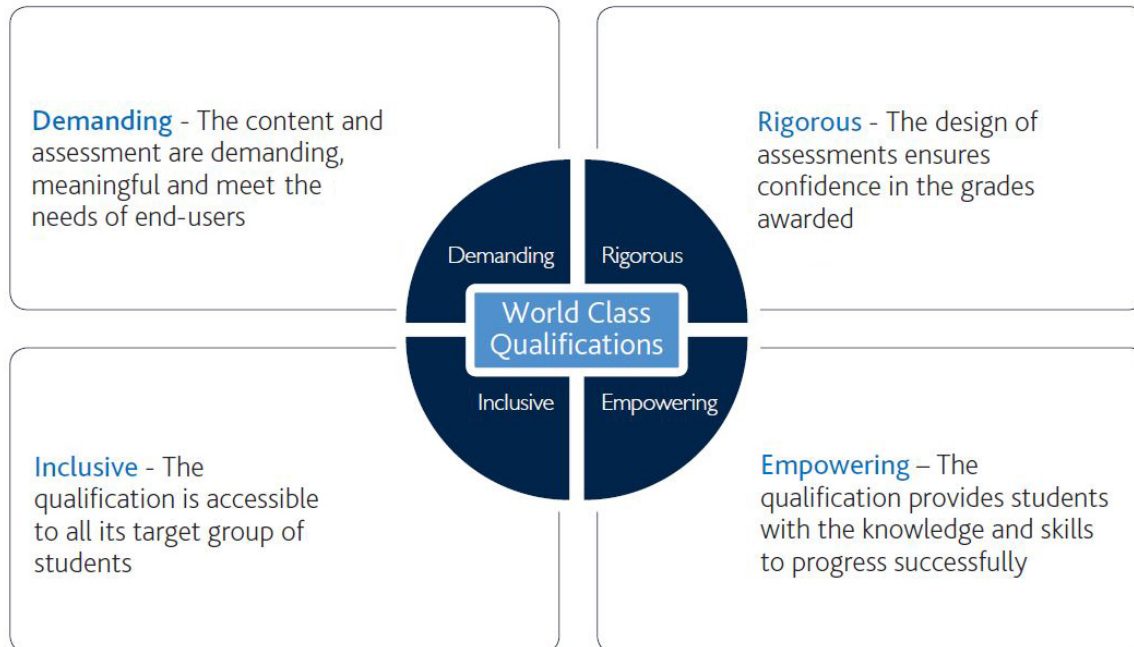 Demanding - The content and
assessment are demanding,
meaningful and meet the
needs of end-users
Rigorous - The design of
assessments ensures
confidence in the grades
awarded
Demanding
Rigorous
World Class
Qualifications
Inclusive
Empowering
Inclusive - The
qualification is accessible
to all its target group of
students
Empowering – The
qualification provides students
with the knowledge and skills
to progress successfully